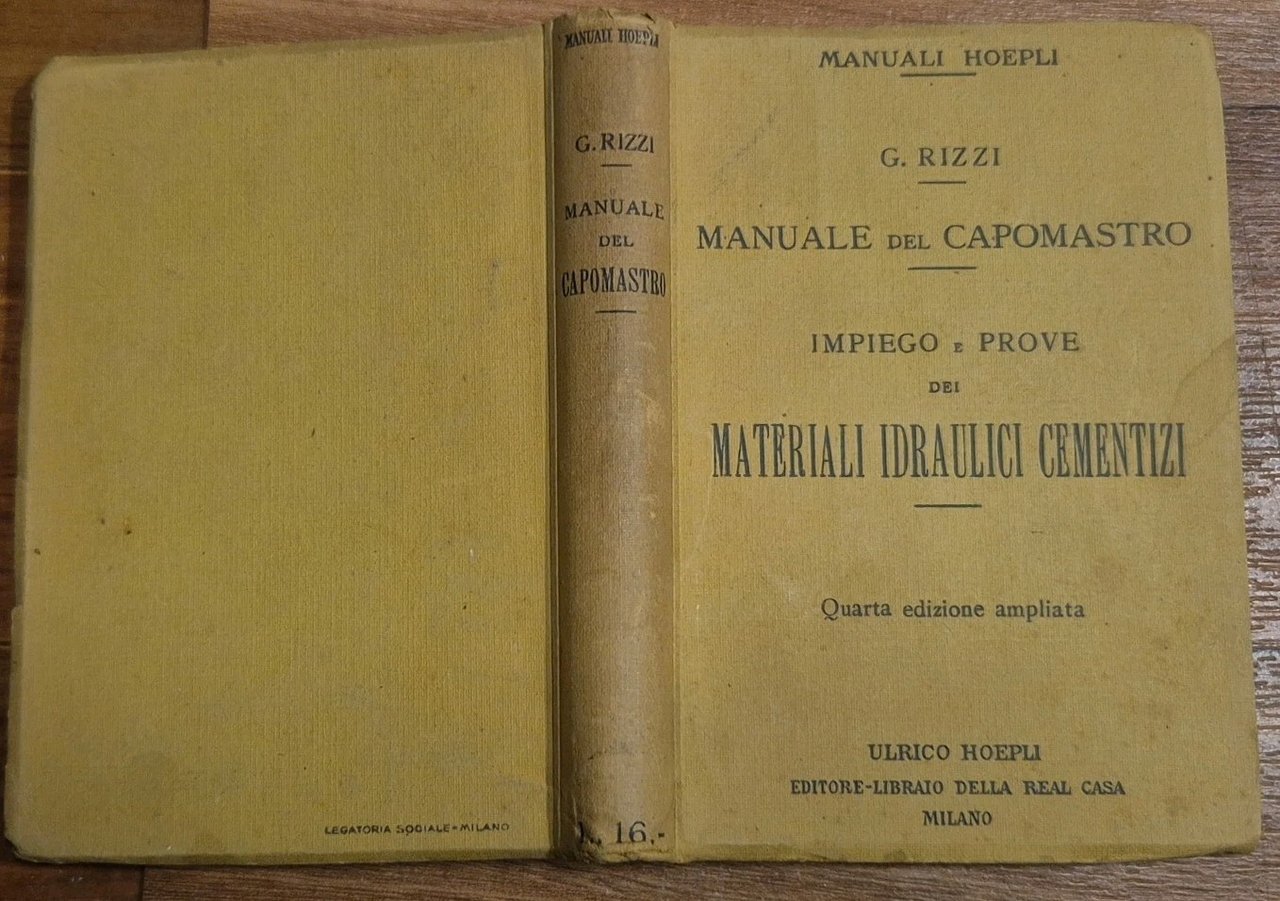 LEGATORIA SOCIALE-MILANO
MANUALI HOEPLI
G. RIZZI
MANUALE
DEL
CAPOMASTRO
L. 16.-
MANUALI HOEPLI
G. RIZZI
MANUALE DEL CAPOMASTRO
IMPIEGO E PROVE
DEI
MATERIALI IDRAULICI CEMENTIZI
Quarta edizione ampliata
ULRICO HOEPLI
EDITORE-LIBRAIO DELLA REAL CASA
MILANO